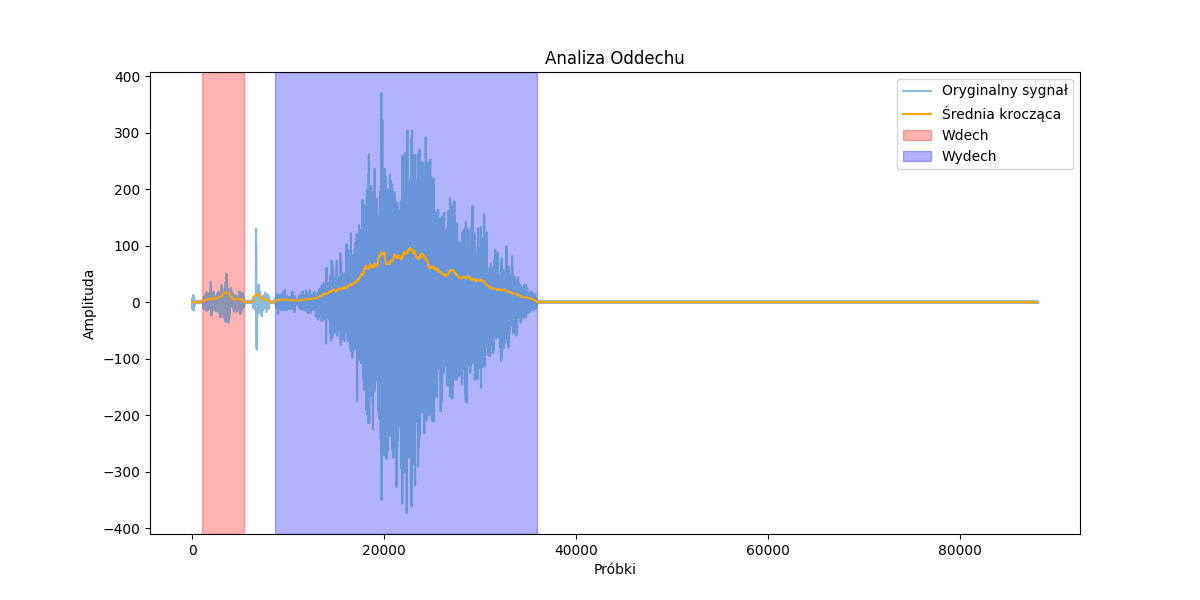 Analiza Oddechu
400
300
200
100
0
−100
−200
−300
−400
Amplituda
Oryginalny sygnał
Średnia krocząca
Wdech
Wydech
0 20000 40000 60000 80000
Próbki